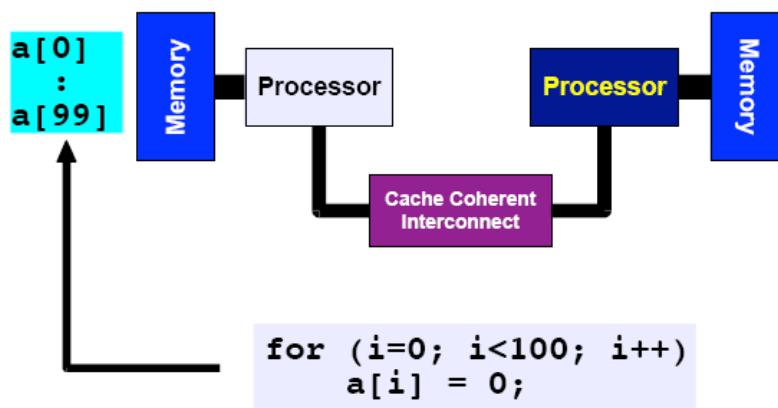 a[0]
:
a[99]
Memory
Processor
Processor
Memory
Cache Coherent
Interconnect
for (i=0; i<100; i++)
a[i] = 0;